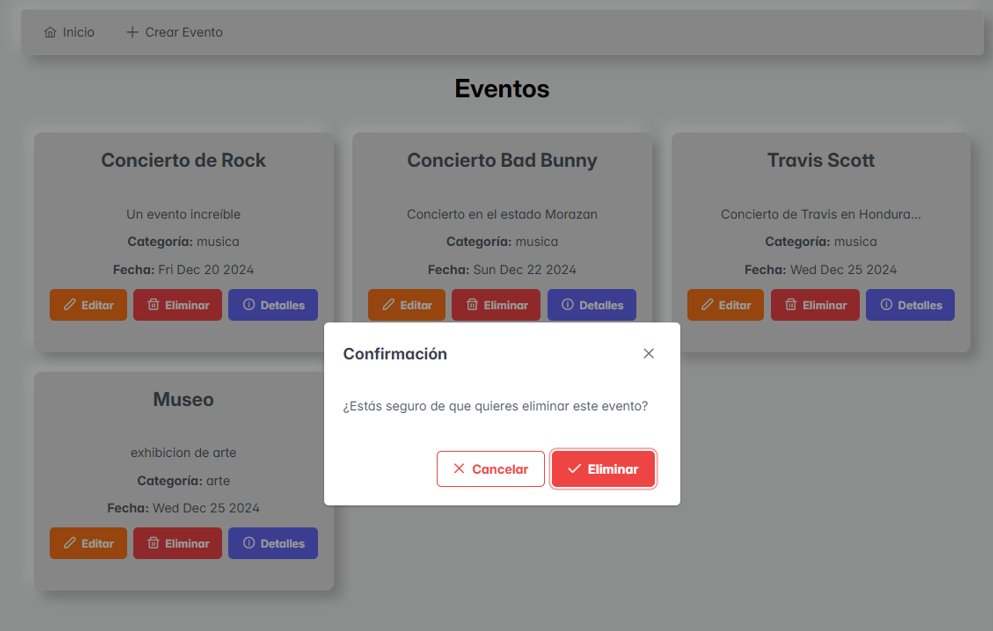 Inicio Crear Evento
Eventos
Concierto de Rock
Un evento increible
Categoría: musica
Fecha: Fri Dec 20 2024
Editar Eliminar Detalles
Concierto Bad Bunny
Concierto en el estado Morazan
Categoría: musica
Fecha: Sun Dec 22 2024
Editar Eliminar Detalles
Travis Scott
Concierto de Travis en Hondura...
Categoría: musica
Fecha: Wed Dec 25 2024
Editar Eliminar Detalles
Museo
exhibicion de arte
Categoría: arte
Fecha: Wed Dec 25 2024
Editar Eliminar Detalles
Confirmación
¿Estás seguro de que quieres eliminar este evento?
Cancelar Eliminar